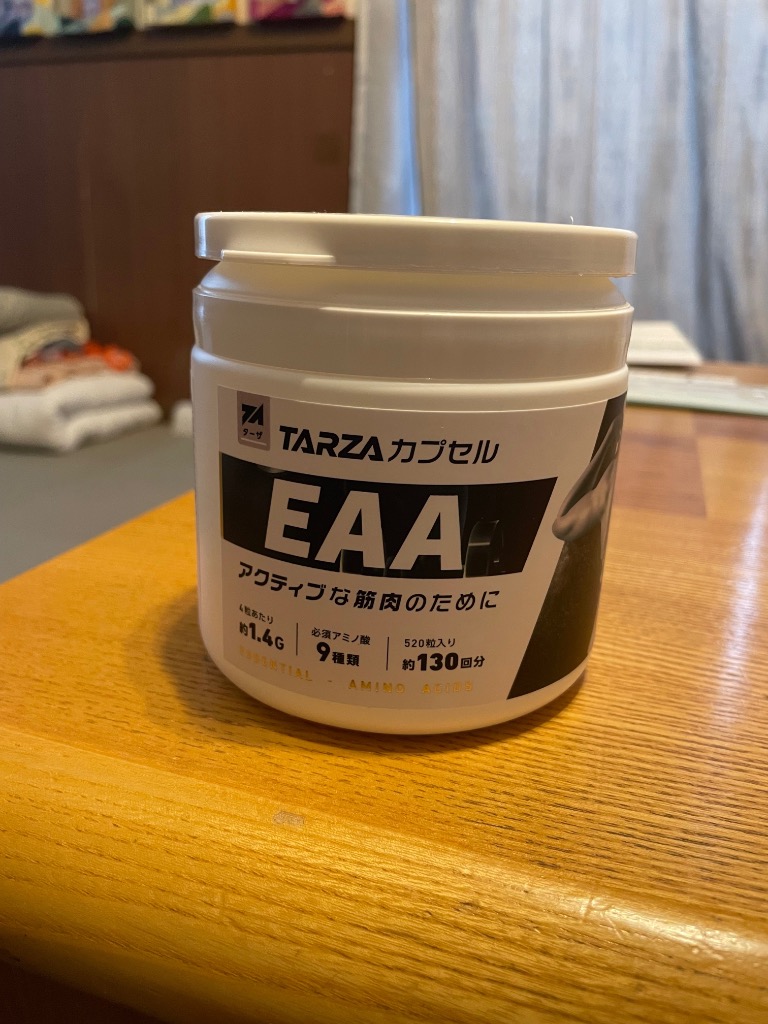 ターザ
TARZAカプセル
EAA
アクティブな筋肉のために
4粒あたり
約1.4G
必須アミノ酸
9種類
520粒入り
約130回分
ESSENTIAL - AMINO ACIDS